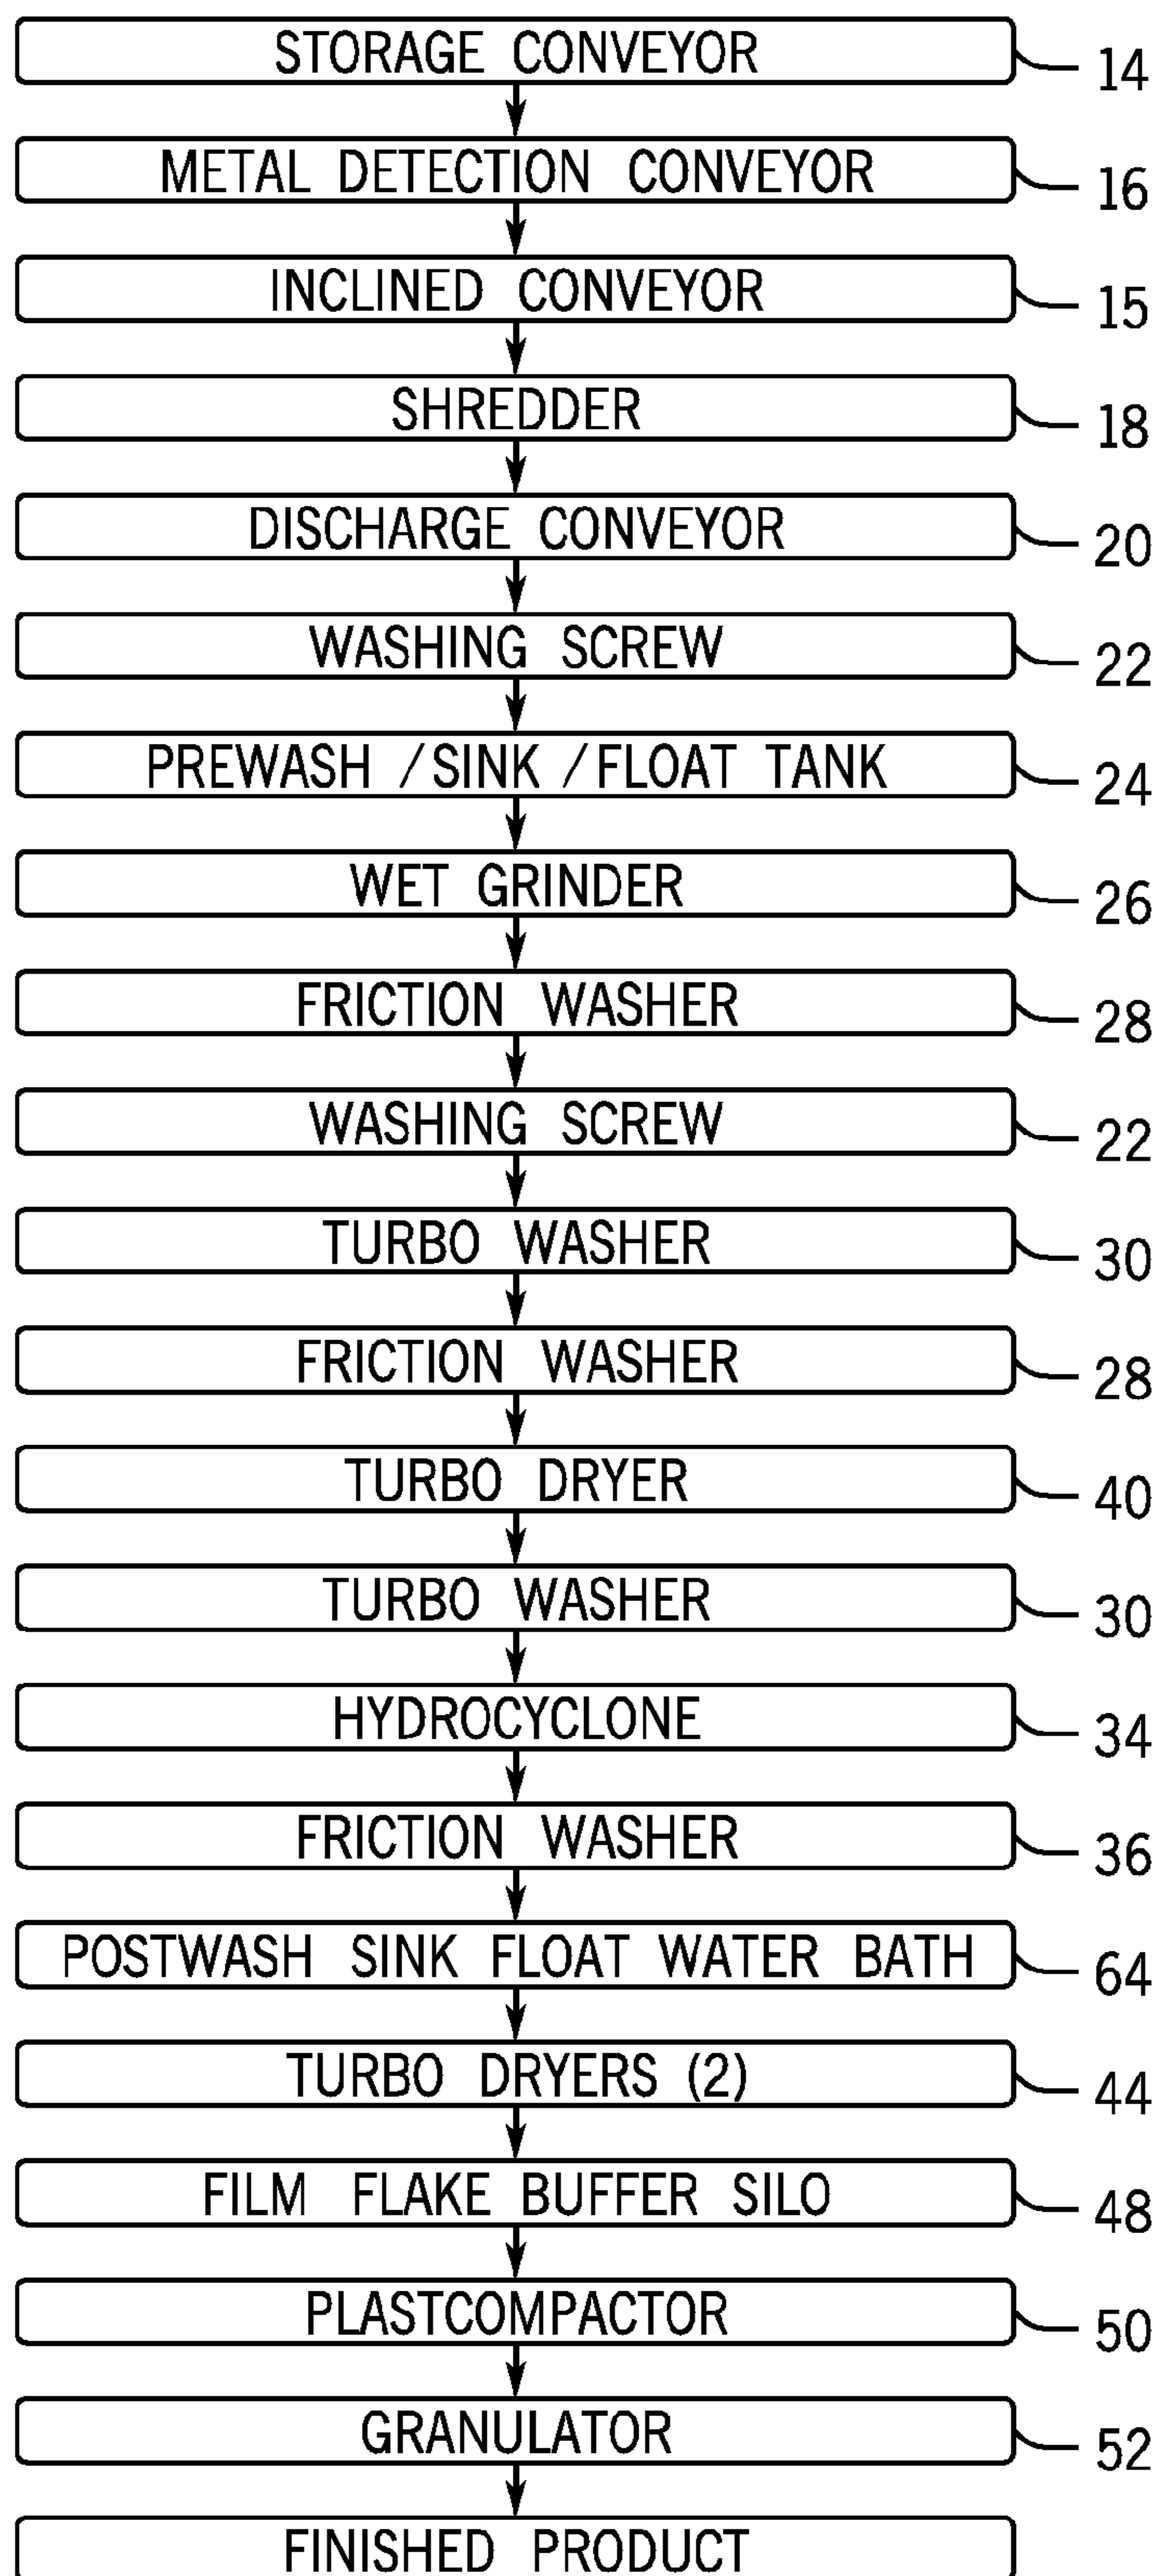 STORAGE CONVEYOR 14
METAL DETECTION CONVEYOR 16
INCLINED CONVEYOR 15
SHREDDER 18
DISCHARGE CONVEYOR 20
WASHING SCREW 22
PREWASH / SINK / FLOAT TANK 24
WET GRINDER 26
FRICTION WASHER 28
WASHING SCREW 22
TURBO WASHER 30
FRICTION WASHER 28
TURBO DRYER 40
TURBO WASHER 30
HYDROCYCLONE 34
FRICTION WASHER 36
POSTWASH SINK FLOAT WATER BATH 64
TURBO DRYERS (2) 44
FILM FLAKE BUFFER SILO 48
PLASTCOMPACTOR 50
GRANULATOR 52
FINISHED PRODUCT